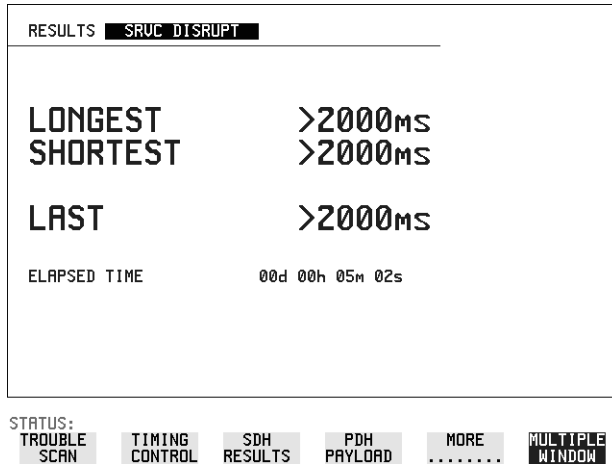 RESULTS SRVC DISRUPT
LONGEST >2000ms
SHORTEST >2000ms
LAST >2000ms
ELAPSED TIME 00d 00h 05m 02s
STATUS:
TROUBLE TIMING SDH PDH MORE MULTIPLE
SCAN CONTROL RESULTS PAYLOAD ........ WINDOW